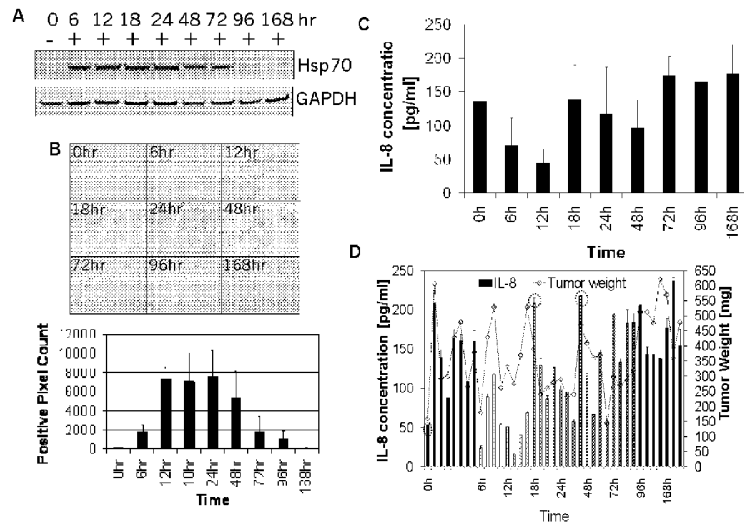 A
0 6 12 18 24 48 72 96 168 hr
- + + + + + + + +
Hsp70
GAPDH
B
0hr 6hr 12hr
18hr 24hr 48hr
72hr 96hr 168hr
Positive Pixel Count
12000
10000
8000
6000
4000
2000
0
0hr 6hr 12hr 10hr 24hr 48hr 72hr 96hr 138hr
Time
C
IL-8 concentratio
[pg/ml]
250
200
150
100
50
0
0h 6h 12h 18h 24h 48h 72h 96h 168h
Time
D
IL-8 Tumor weight
IL-8 concentration [pg/ml]
250
200
150
100
50
0
Tumor Weight [mg]
650
600
550
500
450
400
350
300
250
200
150
100
50
0
0h 6h 12h 18h 24h 48h 72h 96h 168h
Time